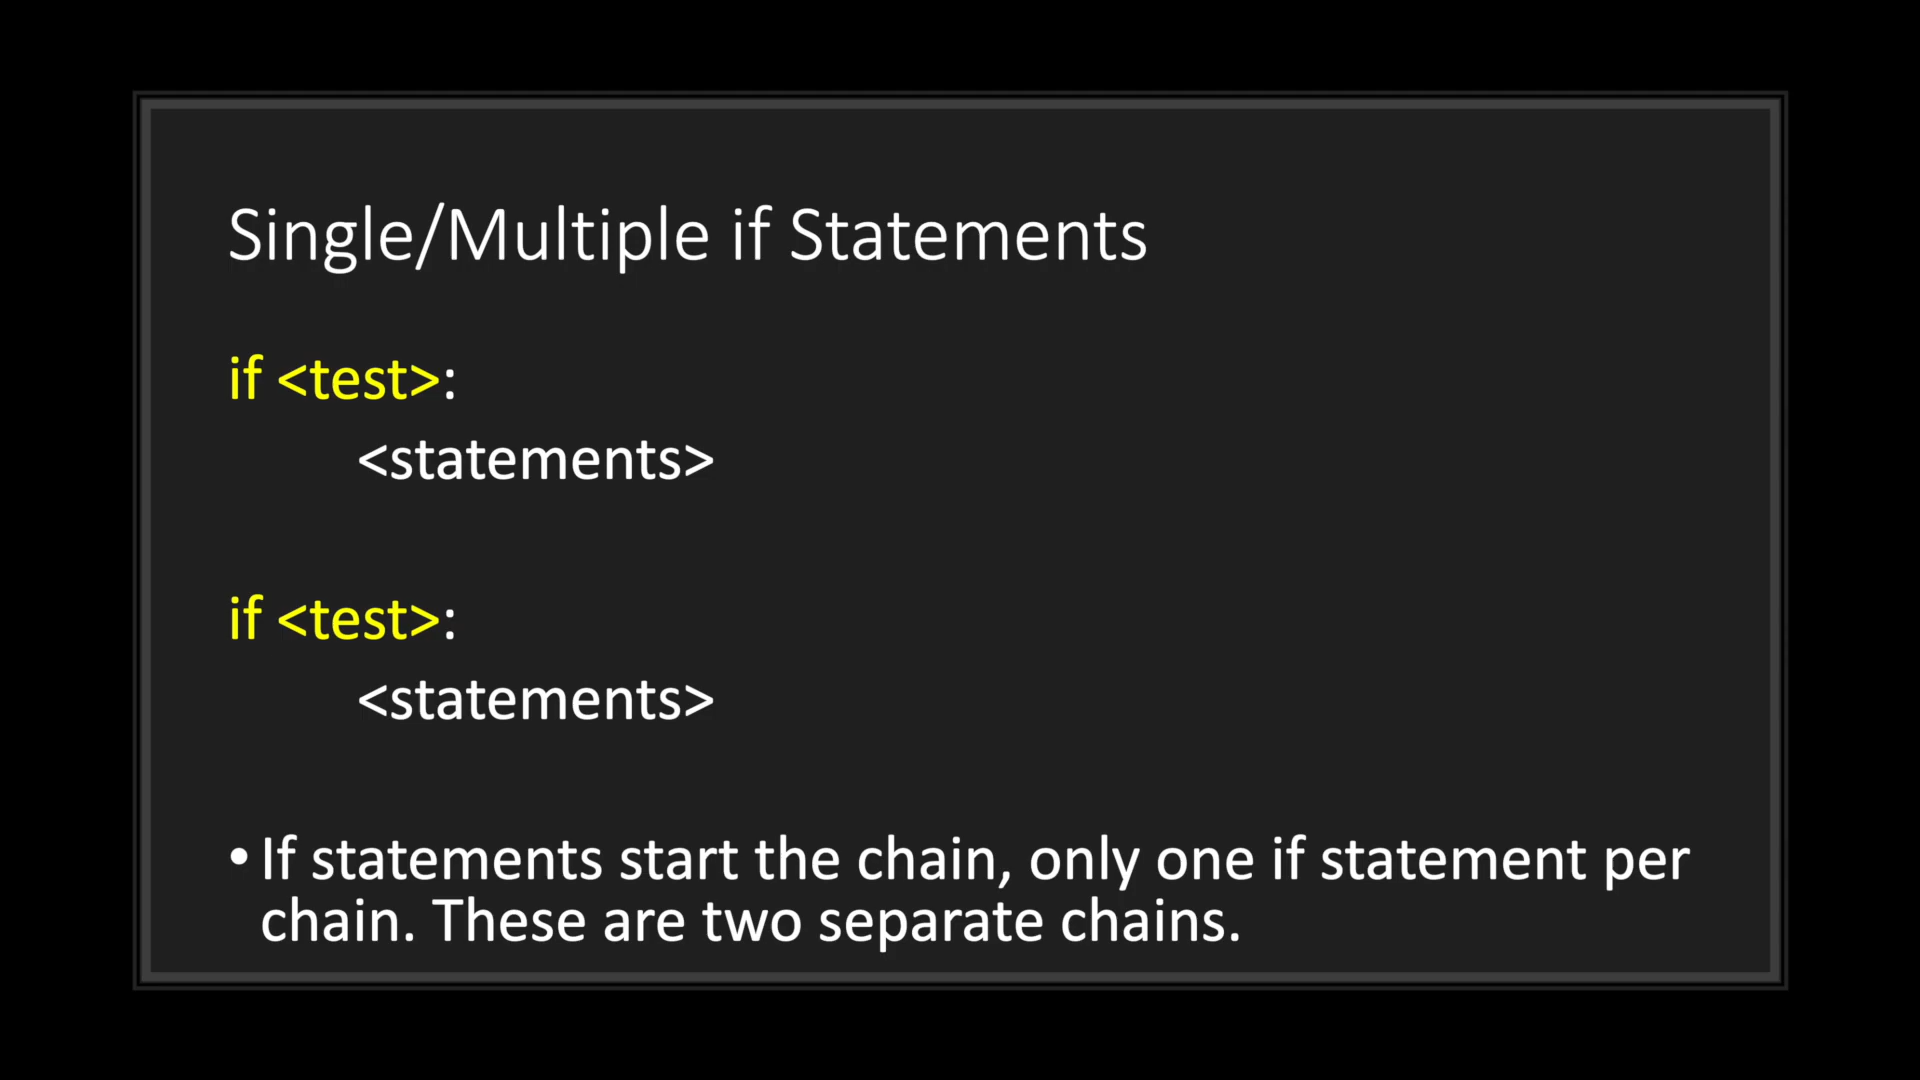 Single/Multiple if Statements
if <test>:
<statements>
if <test>:
<statements>
• If statements start the chain, only one if statement per
chain. These are two separate chains.